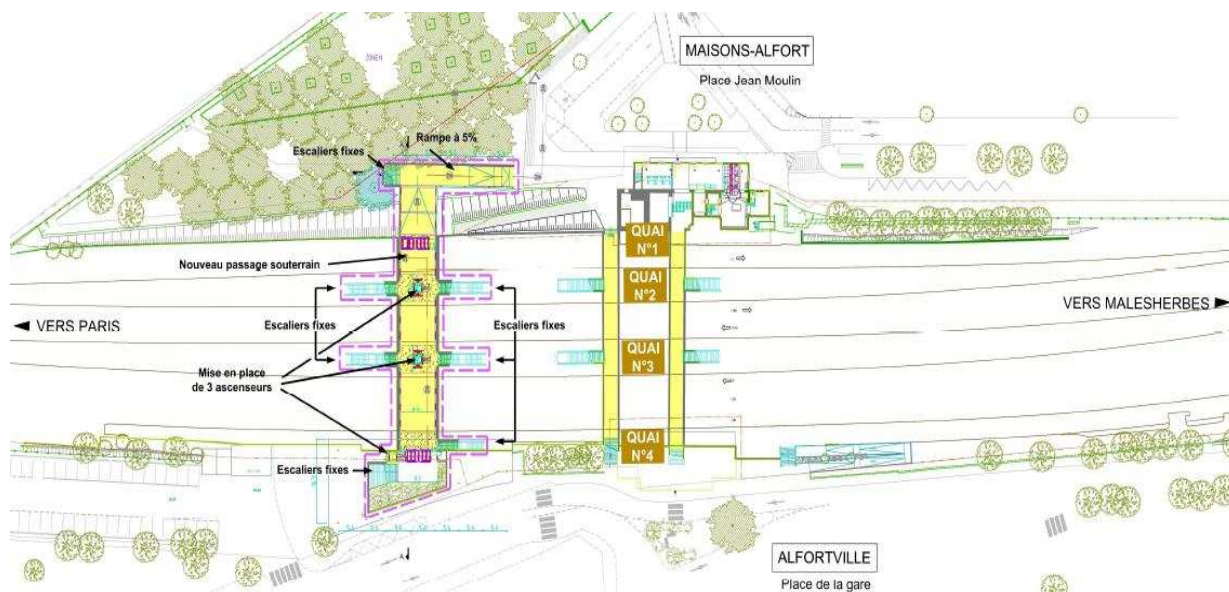 MAISONS-ALFORT
Place Jean Moulin
Rampe à 5%
Escaliers fixes
QUAI
N°1
Nouveau passage souterrain
QUAI
N°2
VERS PARIS
VERS MALESHERBES
Escaliers fixes
Escaliers fixes
QUAI
N°3
Mise en place
de 3 ascenseurs
QUAI
N°4
Escaliers fixes
ALFORTVILLE
Place de la gare